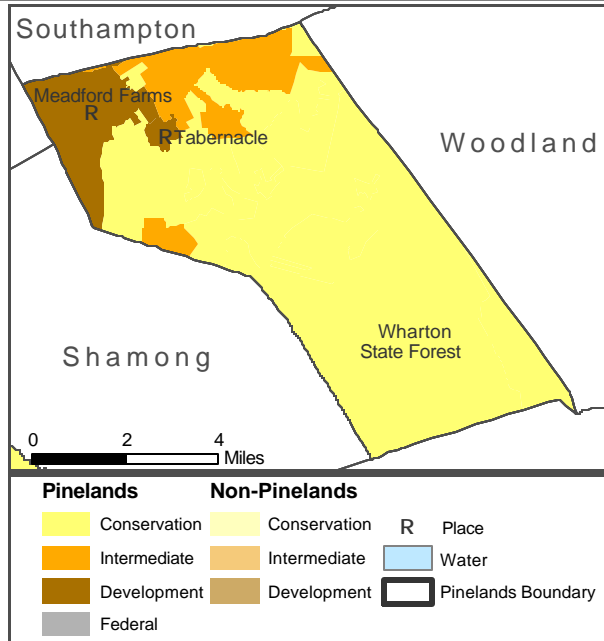 Southampton
Meadford Farms
R
R Tabernacle
Woodland
Wharton
State Forest
Shamong
0 2 4
Miles
Pinelands Non-Pinelands
Conservation Conservation R Place
Intermediate Intermediate Water
Development Development Pinelands Boundary
Federal